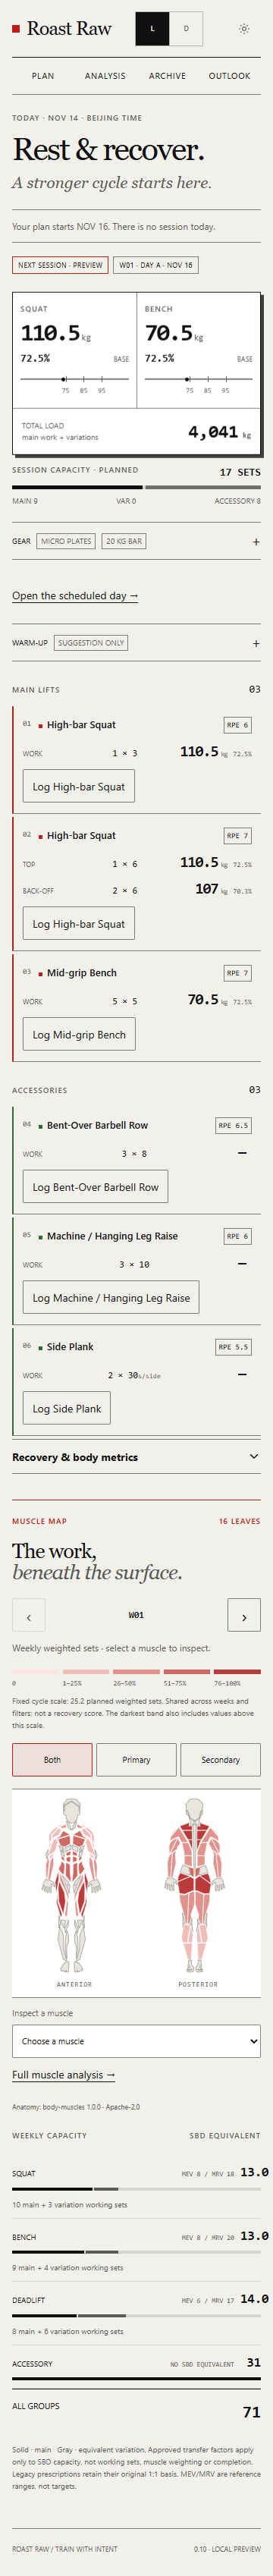 Roast Raw
L D
PLAN ANALYSIS ARCHIVE OUTLOOK
TODAY · NOV 14 · BEIJING TIME
Rest & recover.
A stronger cycle starts here.
Your plan starts NOV 16. There is no session today.
NEXT SESSION · PREVIEW W01 · DAY A · NOV 16
SQUAT BENCH
110.5 kg 70.5 kg
72.5% BASE 72.5% BASE
75 85 95 75 85 95
TOTAL LOAD
main work + variations
4,041 kg
SESSION CAPACITY · PLANNED 17 SETS
MAIN 9 VAR 0 ACCESSORY 8
GEAR MICRO PLATES 20 KG BAR +
Open the scheduled day →
WARM-UP SUGGESTION ONLY +
MAIN LIFTS 03
01 High-bar Squat RPE 6
WORK 1 × 3 110.5 kg 72.5%
Log High-bar Squat
02 High-bar Squat RPE 7
TOP 1 × 6 110.5 kg 72.5%
BACK-OFF 2 × 6 107 kg 70.3%
Log High-bar Squat
03 Mid-grip Bench RPE 7
WORK 5 × 5 70.5 kg 72.5%
Log Mid-grip Bench
ACCESSORIES 03
04 Bent-Over Barbell Row RPE 6.5
WORK 3 × 8 —
Log Bent-Over Barbell Row
05 Machine / Hanging Leg Raise RPE 6
WORK 3 × 10 —
Log Machine / Hanging Leg Raise
06 Side Plank RPE 5.5
WORK 2 × 30s/side —
Log Side Plank
Recovery & body metrics
MUSCLE MAP 16 LEAVES
The work,
beneath the surface.
‹ W01 ›
Weekly weighted sets · select a muscle to inspect.
0 1–25% 26–50% 51–75% 76–100%
Fixed cycle scale: 25.2 planned weighted sets. Shared across weeks and
filters; not a recovery score. The darkest band also includes values above
this scale.
Both Primary Secondary
ANTERIOR POSTERIOR
Inspect a muscle
Choose a muscle
Full muscle analysis →
Anatomy: body-muscles 1.0.0 · Apache-2.0
WEEKLY CAPACITY SBD EQUIVALENT
SQUAT MEV 8 / MRV 18 13.0
10 main + 3 variation working sets
BENCH MEV 8 / MRV 20 13.0
9 main + 4 variation working sets
DEADLIFT MEV 6 / MRV 17 14.0
8 main + 6 variation working sets
ACCESSORY NO SBD EQUIVALENT 31
ALL GROUPS 71
Solid · main Gray · equivalent variation. Approved transfer factors apply
only to SBD capacity, not working sets, muscle weighting or completion.
Legacy prescriptions retain their original 1:1 basis. MEV/MRV are reference
ranges, not targets.
ROAST RAW / TRAIN WITH INTENT 0.10 · LOCAL PREVIEW